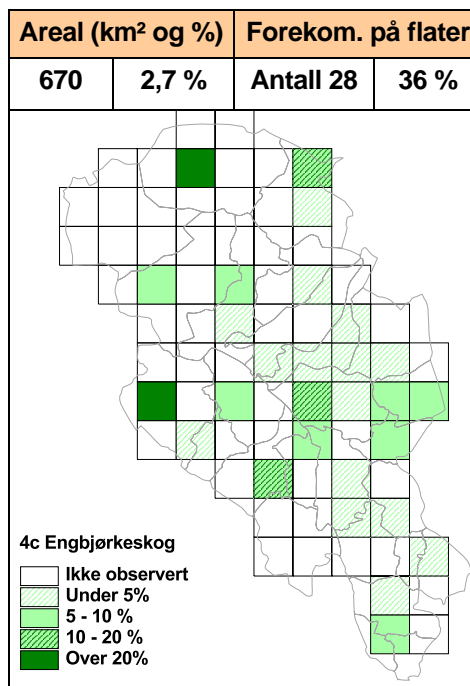 Areal (km² og %) Forekom. på flater
670 2,7 % Antall 28 36 %
4c Engbjørkeskog
Ikke observert
Under 5%
5 - 10 %
10 - 20 %
Over 20%